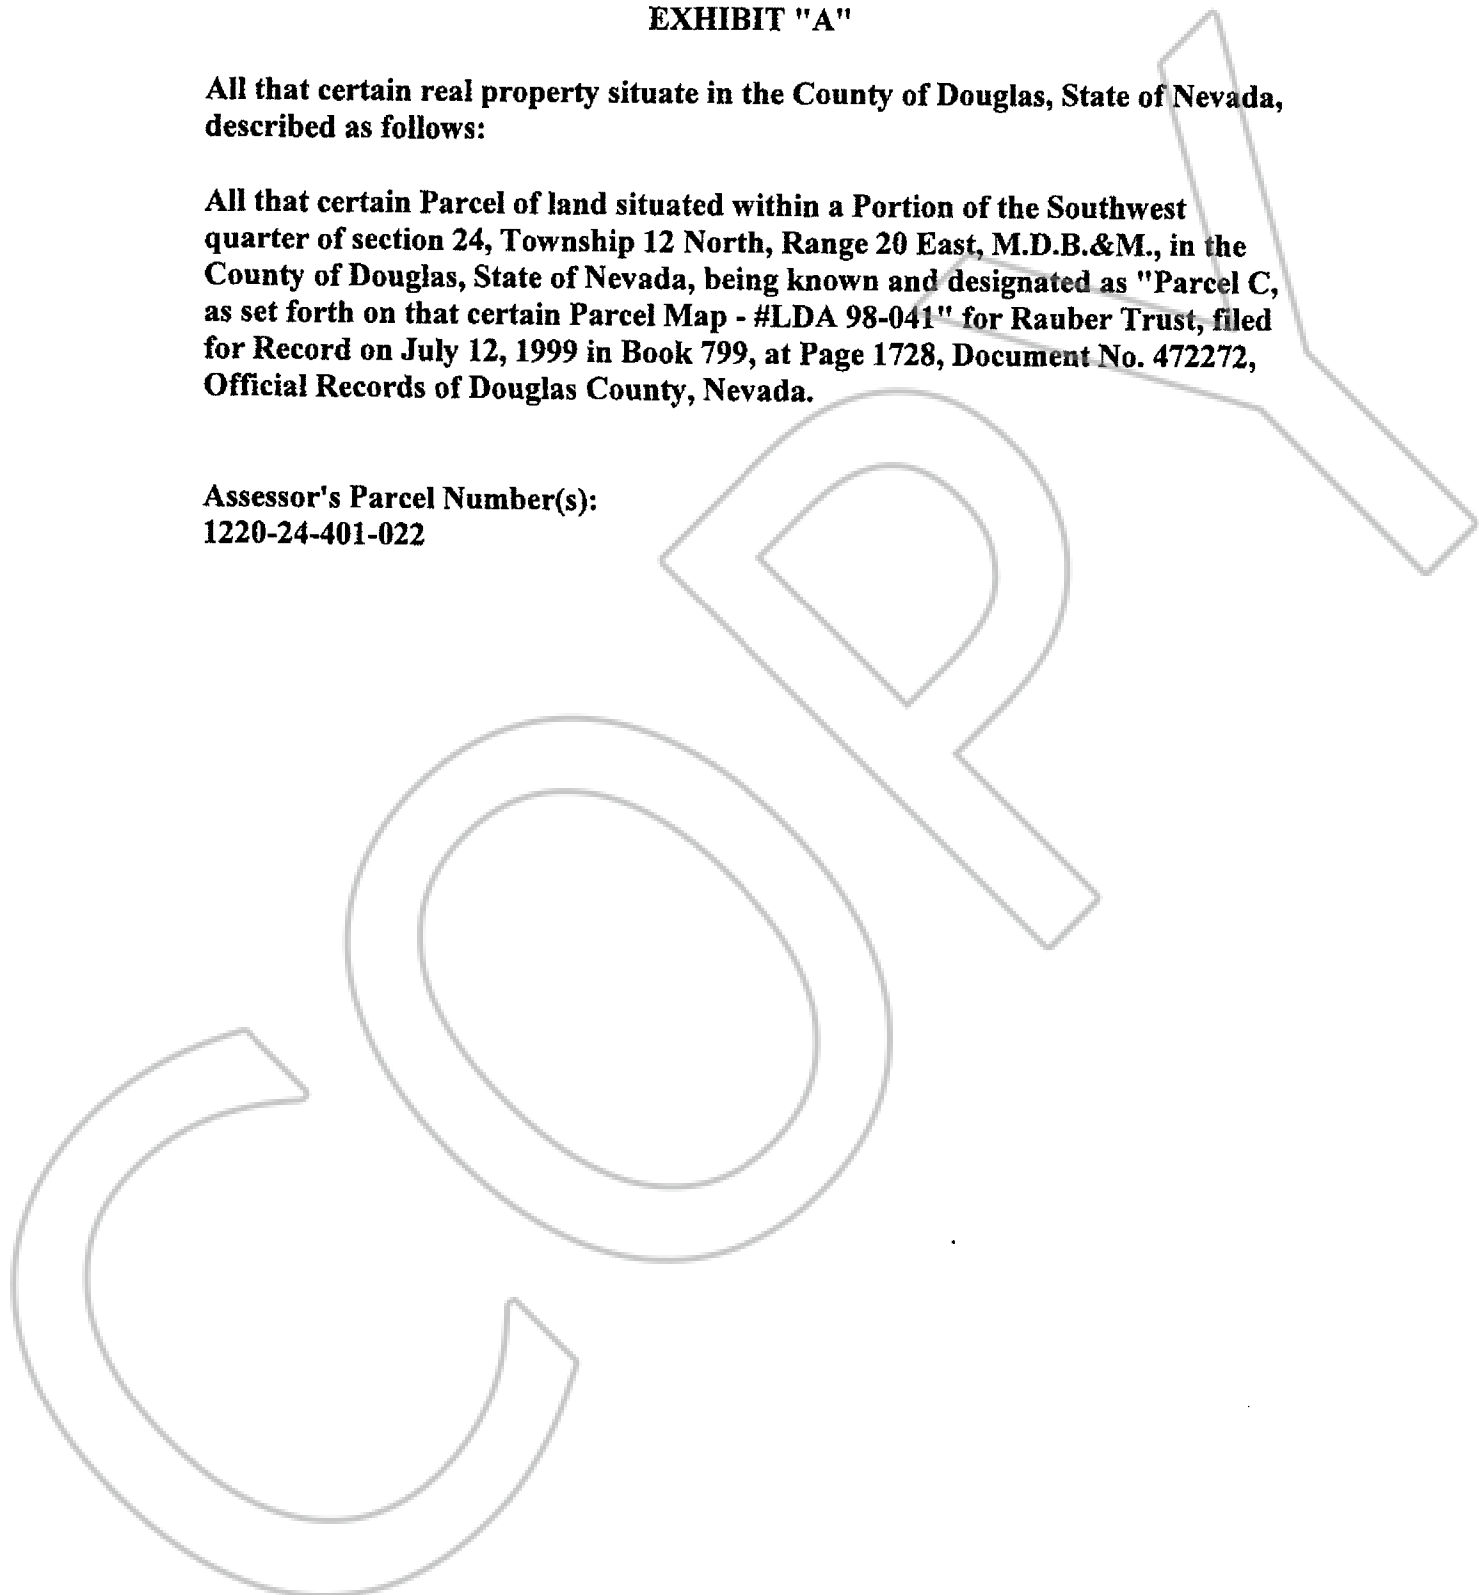 EXHIBIT "A"
All that certain real property situate in the County of Douglas, State of Nevada,
described as follows:
All that certain Parcel of land situated within a Portion of the Southwest
quarter of section 24, Township 12 North, Range 20 East, M.D.B.&M., in the
County of Douglas, State of Nevada, being known and designated as "Parcel C,
as set forth on that certain Parcel Map - #LDA 98-041" for Rauber Trust, filed
for Record on July 12, 1999 in Book 799, at Page 1728, Document No. 472272,
Official Records of Douglas County, Nevada.
Assessor's Parcel Number(s):
1220-24-401-022
COPY